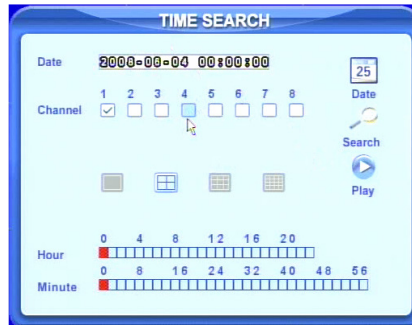 TIME SEARCH
Date 2008-06-04 00:00:00
25
Date
1 2 3 4 5 6 7 8
Channel
Search
Play
0 4 8 12 16 20
Hour
0 8 16 24 32 40 48 56
Minute